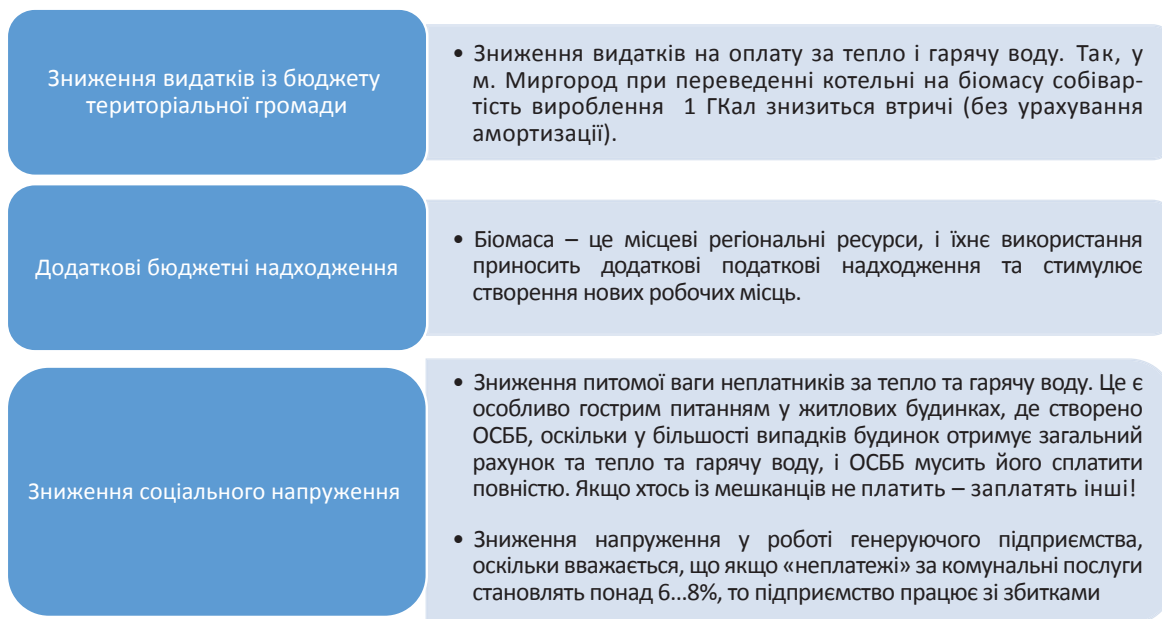 Зниження видатків із бюджету
територіальної громади
• Зниження видатків на оплату за тепло і гарячу воду. Так, у
м. Миргород при переведенні котельні на біомасу собівар-
тість вироблення 1 ГКал знизиться втричі (без урахування
амортизації).
Додаткові бюджетні надходження
• Біомаса – це місцеві регіональні ресурси, і їхнє використання
приносить додаткові податкові надходження та стимулює
створення нових робочих місць.
Зниження соціального напруження
• Зниження питомої ваги неплатників за тепло та гарячу воду. Це є
особливо гострим питанням у житлових будинках, де створено
ОСББ, оскільки у більшості випадків будинок отримує загальний
рахунок та тепло та гарячу воду, і ОСББ мусить його сплатити
повністю. Якщо хтось із мешканців не платить – заплатять інші!
• Зниження напруження у роботі генеруючого підприємства,
оскільки вважається, що якщо «неплатежі» за комунальні послуги
становлять понад 6...8%, то підприємство працює зі збитками